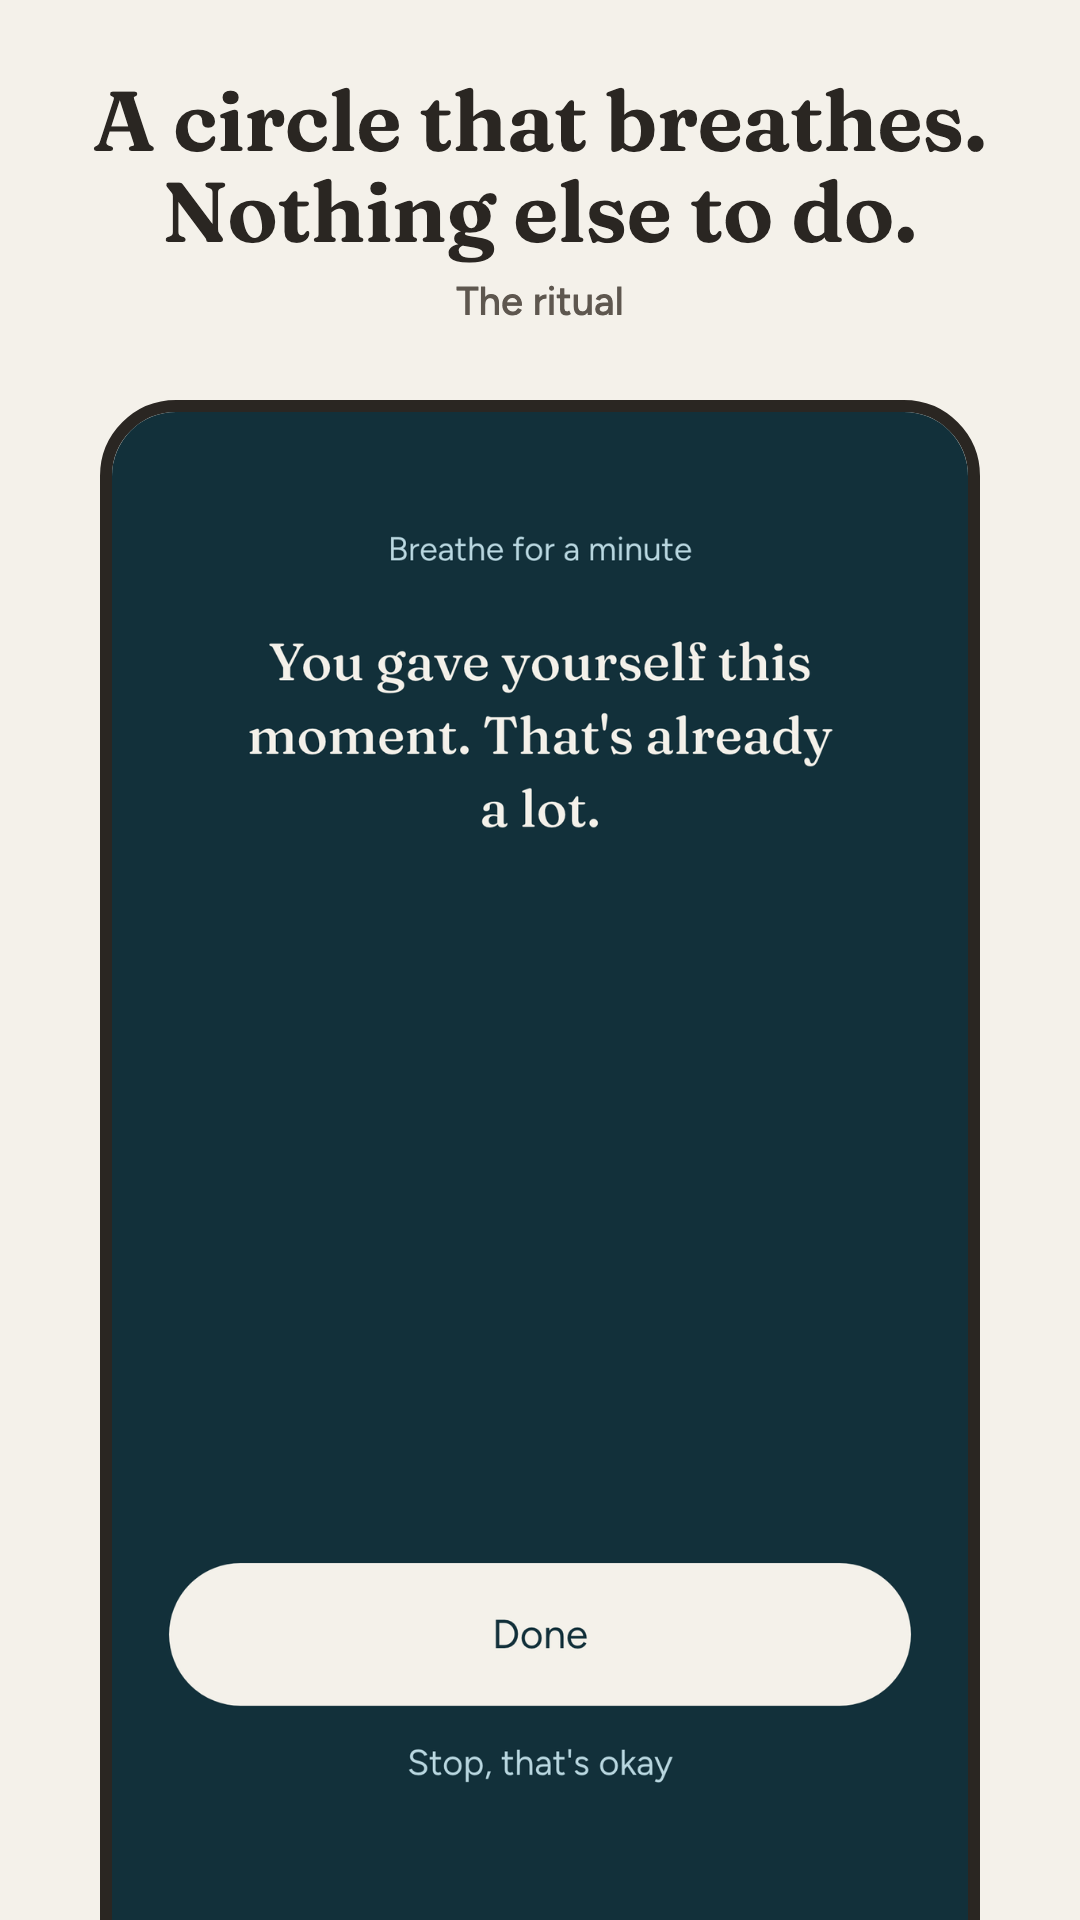 A circle that breathes.
Nothing else to do.
The ritual
Breathe for a minute
You gave yourself this
moment. That's already
a lot.
Done
Stop, that's okay